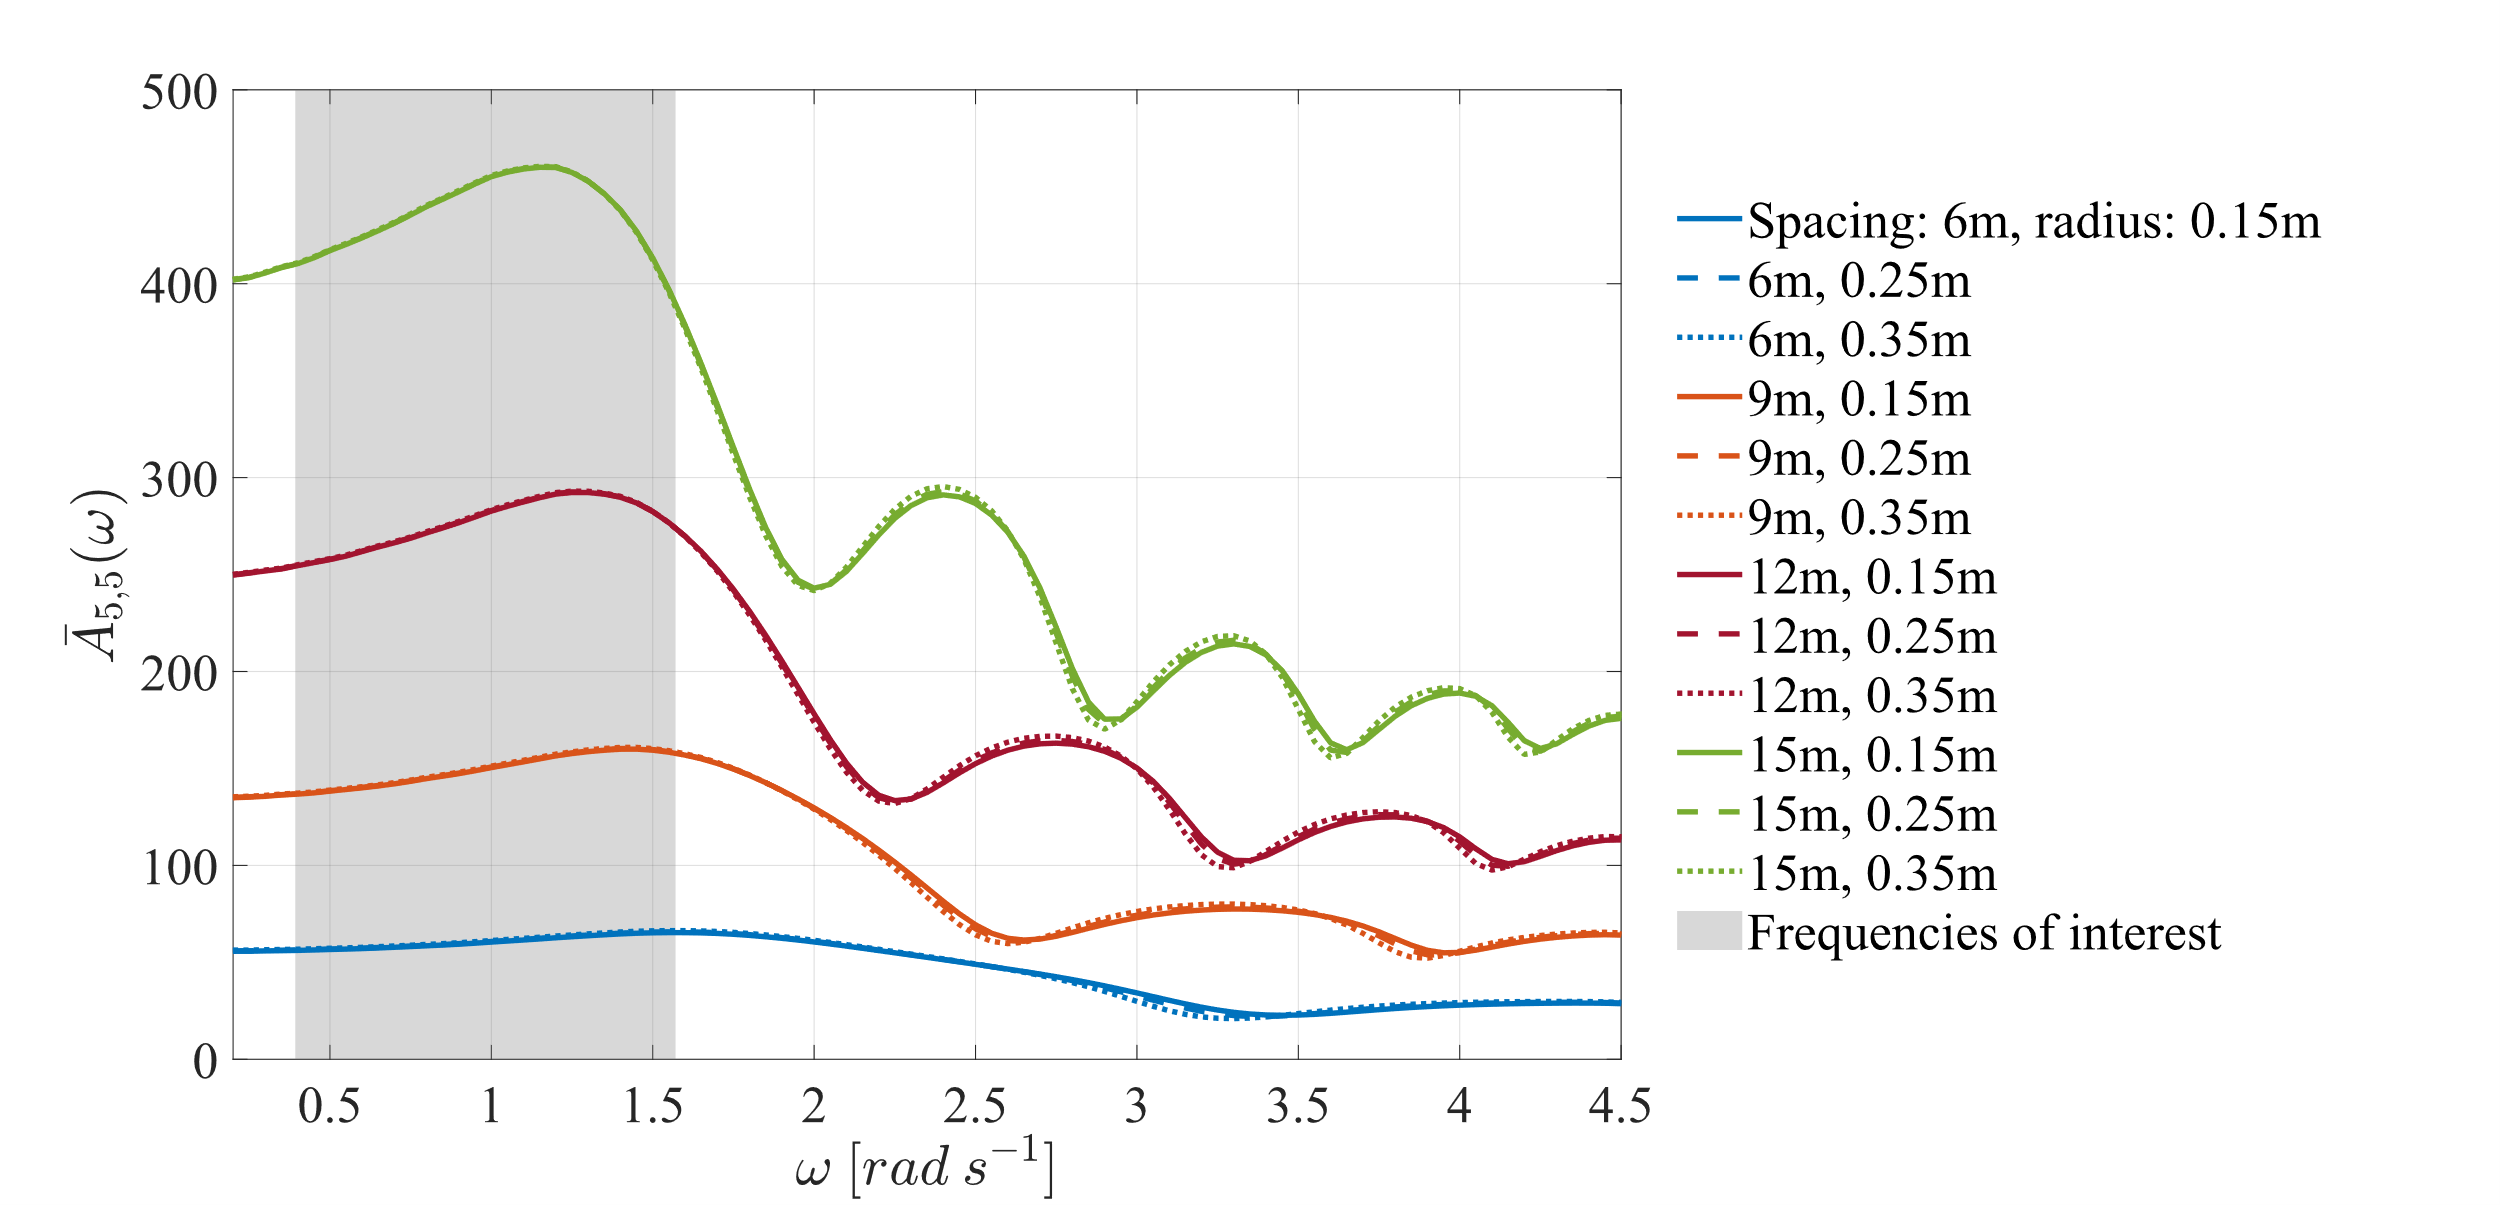 500
400
300
200
100
0
Ā5,5(ω)
0.5 1 1.5 2 2.5 3 3.5 4 4.5
ω [rad s⁻¹]
Spacing: 6m, radius: 0.15m
6m, 0.25m
6m, 0.35m
9m, 0.15m
9m, 0.25m
9m, 0.35m
12m, 0.15m
12m, 0.25m
12m, 0.35m
15m, 0.15m
15m, 0.25m
15m, 0.35m
Frequencies of interest